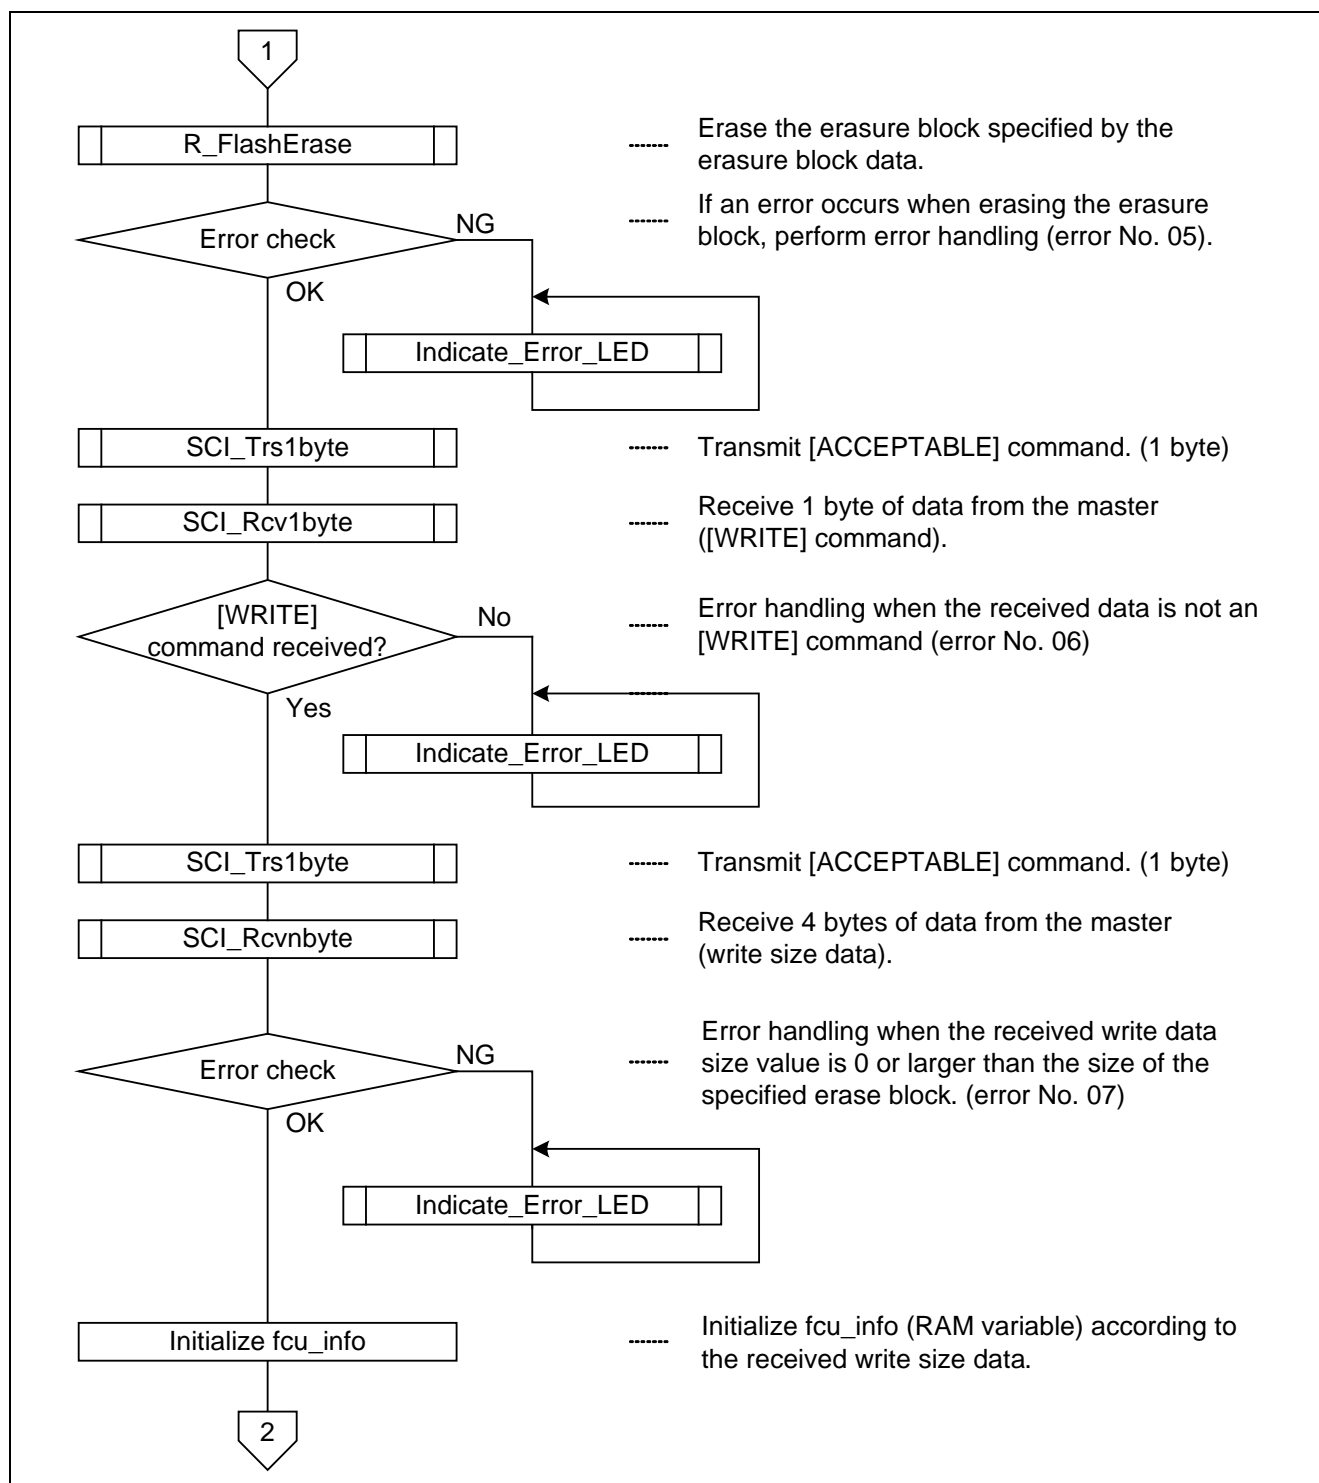 1
R_FlashErase
Erase the erasure block specified by the
erasure block data.
Error check
NG
If an error occurs when erasing the erasure
block, perform error handling (error No. 05).
OK
Indicate_Error_LED
SCI_Trs1byte
Transmit [ACCEPTABLE] command. (1 byte)
SCI_Rcv1byte
Receive 1 byte of data from the master
([WRITE] command).
[WRITE]
command received?
No
Error handling when the received data is not an
[WRITE] command (error No. 06)
Yes
Indicate_Error_LED
SCI_Trs1byte
Transmit [ACCEPTABLE] command. (1 byte)
SCI_Rcvnbyte
Receive 4 bytes of data from the master
(write size data).
Error check
NG
Error handling when the received write data
size value is 0 or larger than the size of the
specified erase block. (error No. 07)
OK
Indicate_Error_LED
Initialize fcu_info
Initialize fcu_info (RAM variable) according to
the received write size data.
2